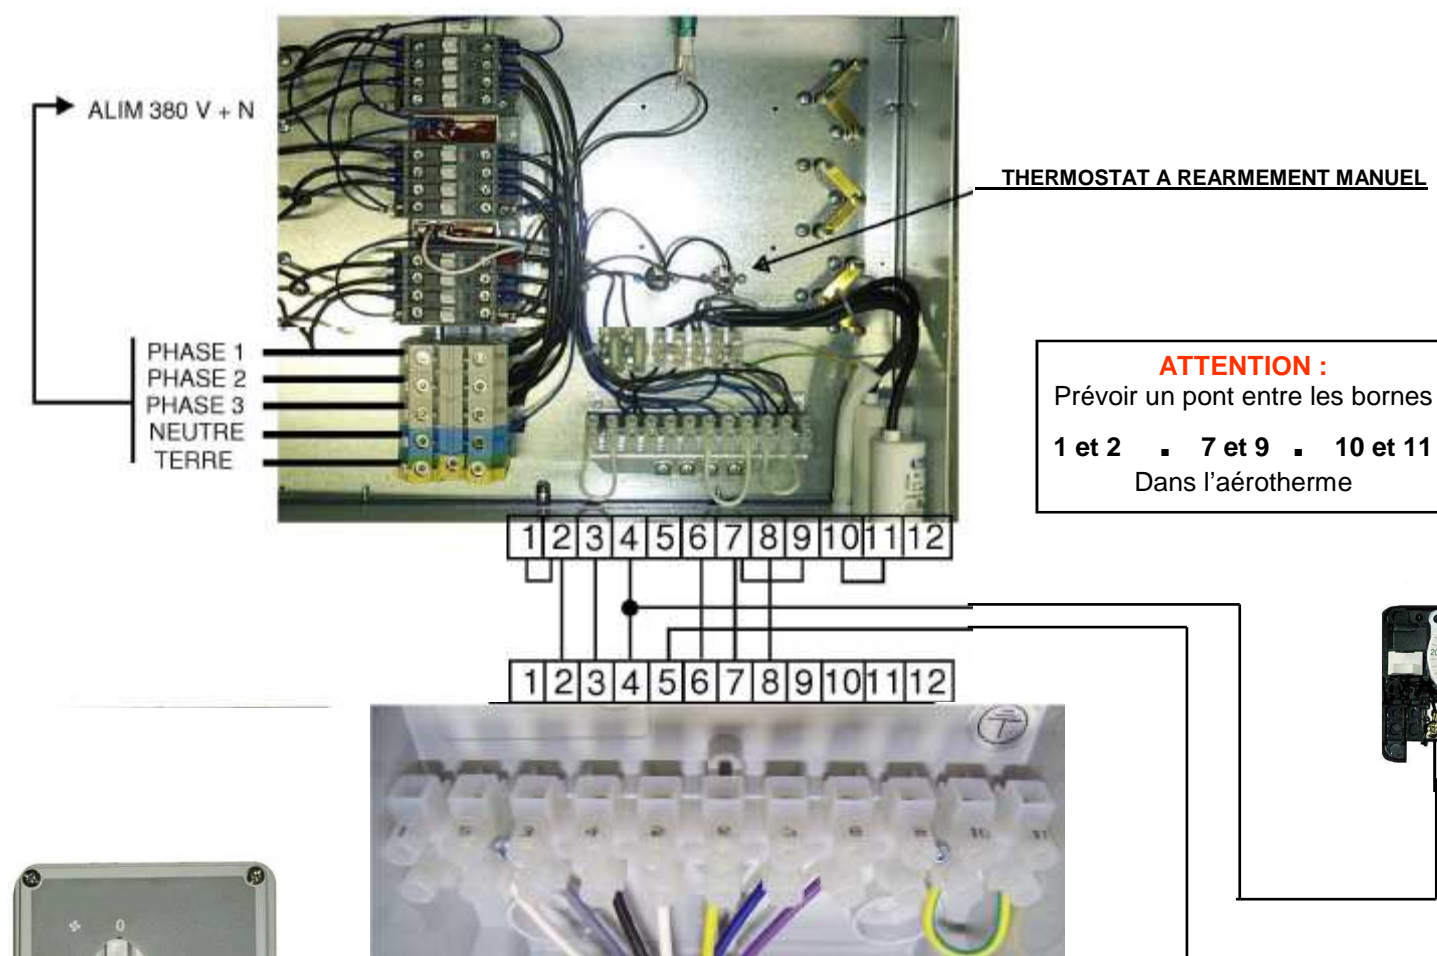 ALIM 380 V + N
THERMOSTAT A REARMEMENT MANUEL
PHASE 1
PHASE 2
PHASE 3
NEUTRE
TERRE
ATTENTION :
Prévoir un pont entre les bornes
1 et 2 . 7 et 9 . 10 et 11
Dans l'aérotherme
1 2 3 4 5 6 7 8 9 10 11 12
1 2 3 4 5 6 7 8 9 10 11 12
0